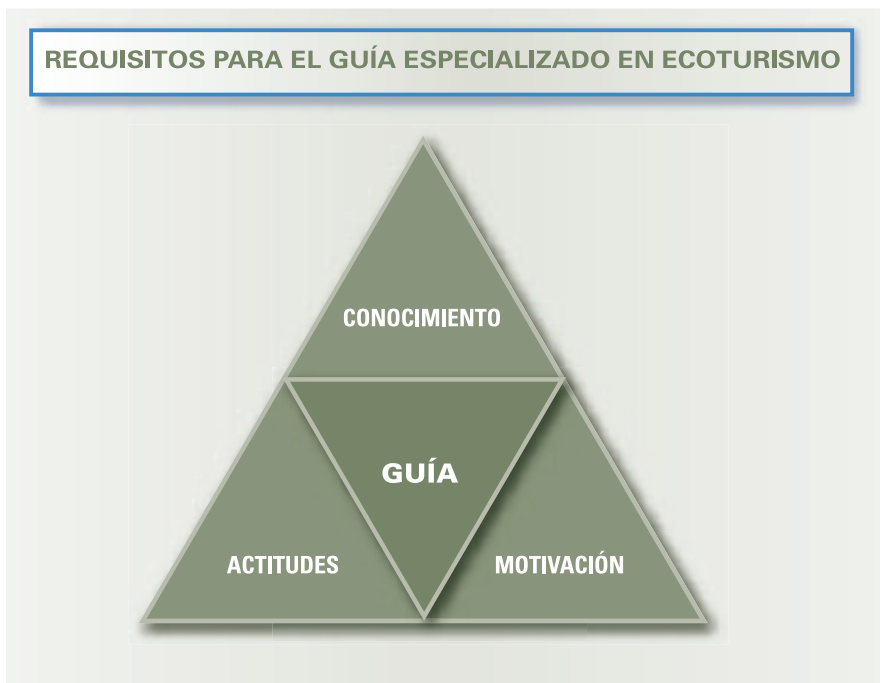 REQUISITOS PARA EL GUÍA ESPECIALIZADO EN ECOTURISMO
CONOCIMIENTO
GUÍA
ACTITUDES
MOTIVACIÓN